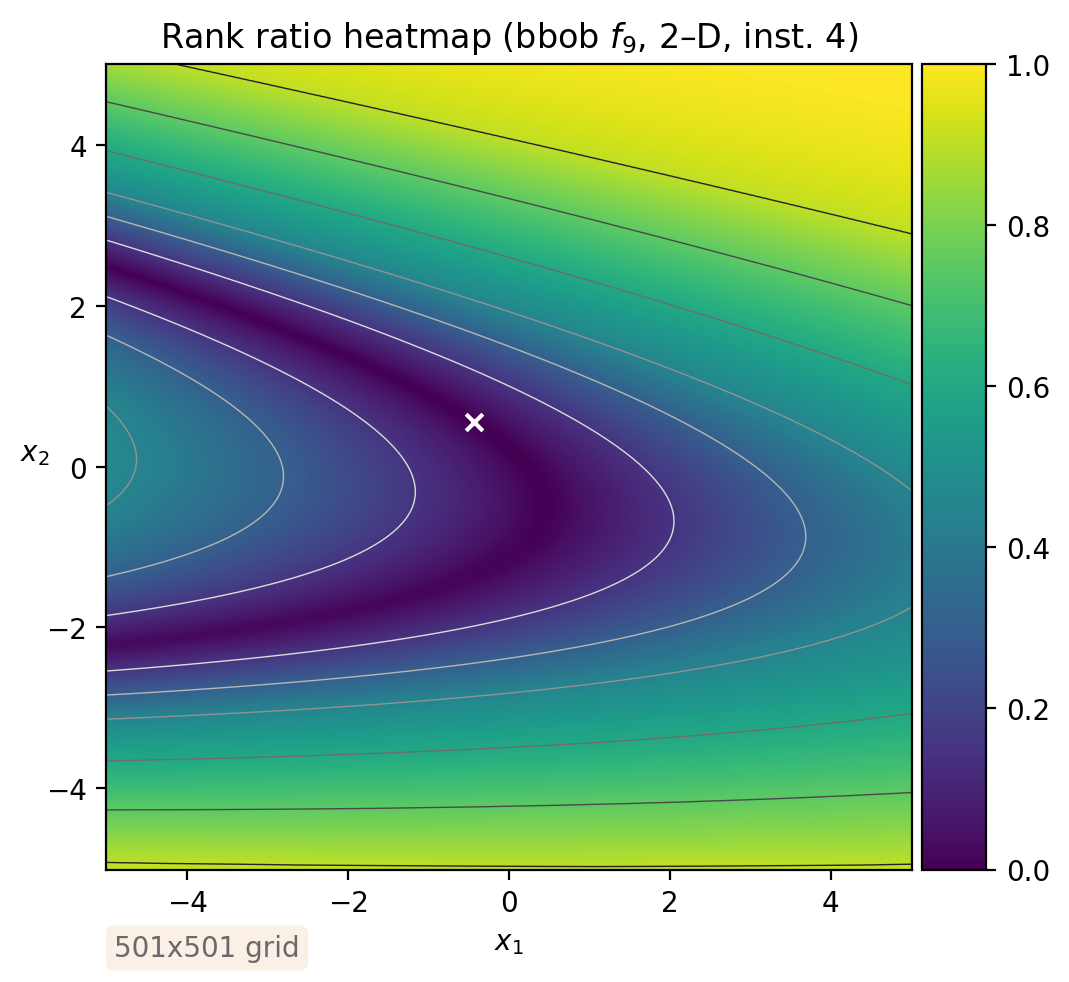 Rank ratio heatmap (bbob f₉, 2–D, inst. 4)
1.0
0.8
0.6
0.4
0.2
0.0
4
2
0
−2
−4
x₂
−4 −2 0 2 4
x₁
501x501 grid